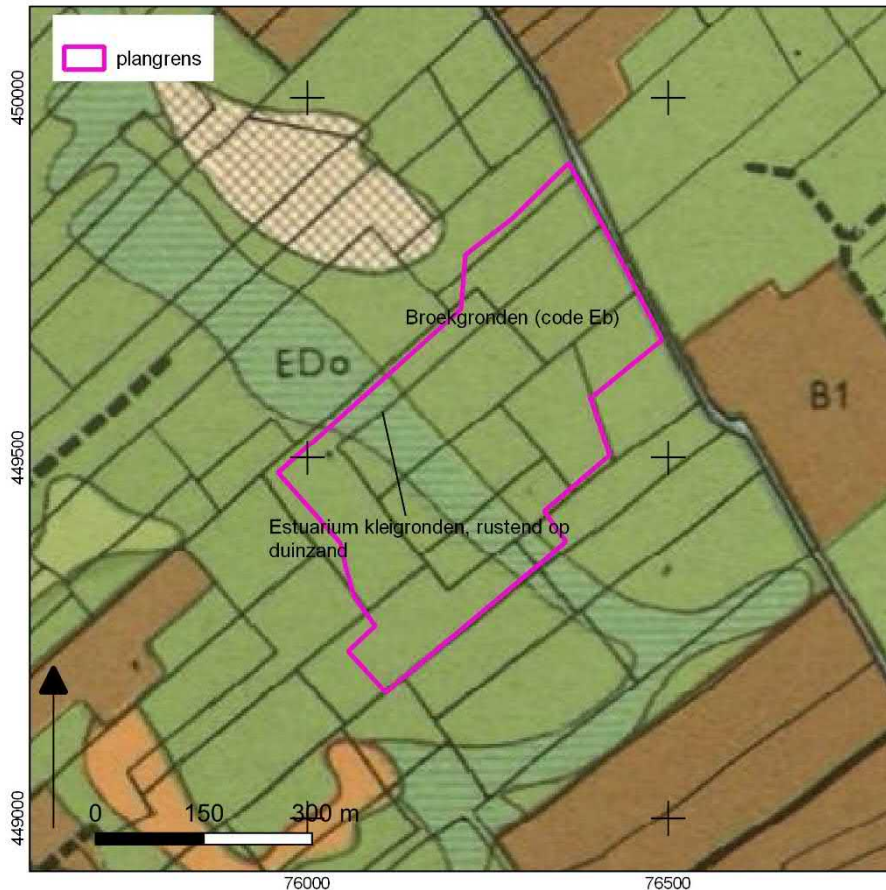 plangrens
450000
449500
449000
Broekgronden (code Eb)
EDo
B1
Estuarium kleigronden, rustend op
duinzand
0 150 300 m
76000 76500